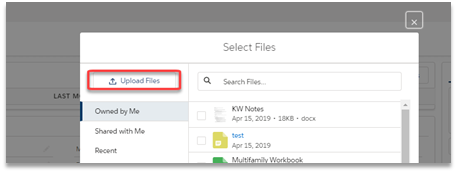 ×
Select Files
Upload Files
Search Files...
LAST MO
Owned by Me
KW Notes
Apr 15, 2019 • 18KB • docx
Shared with Me
test
Apr 15, 2019
Recent
Multifamily Workbook